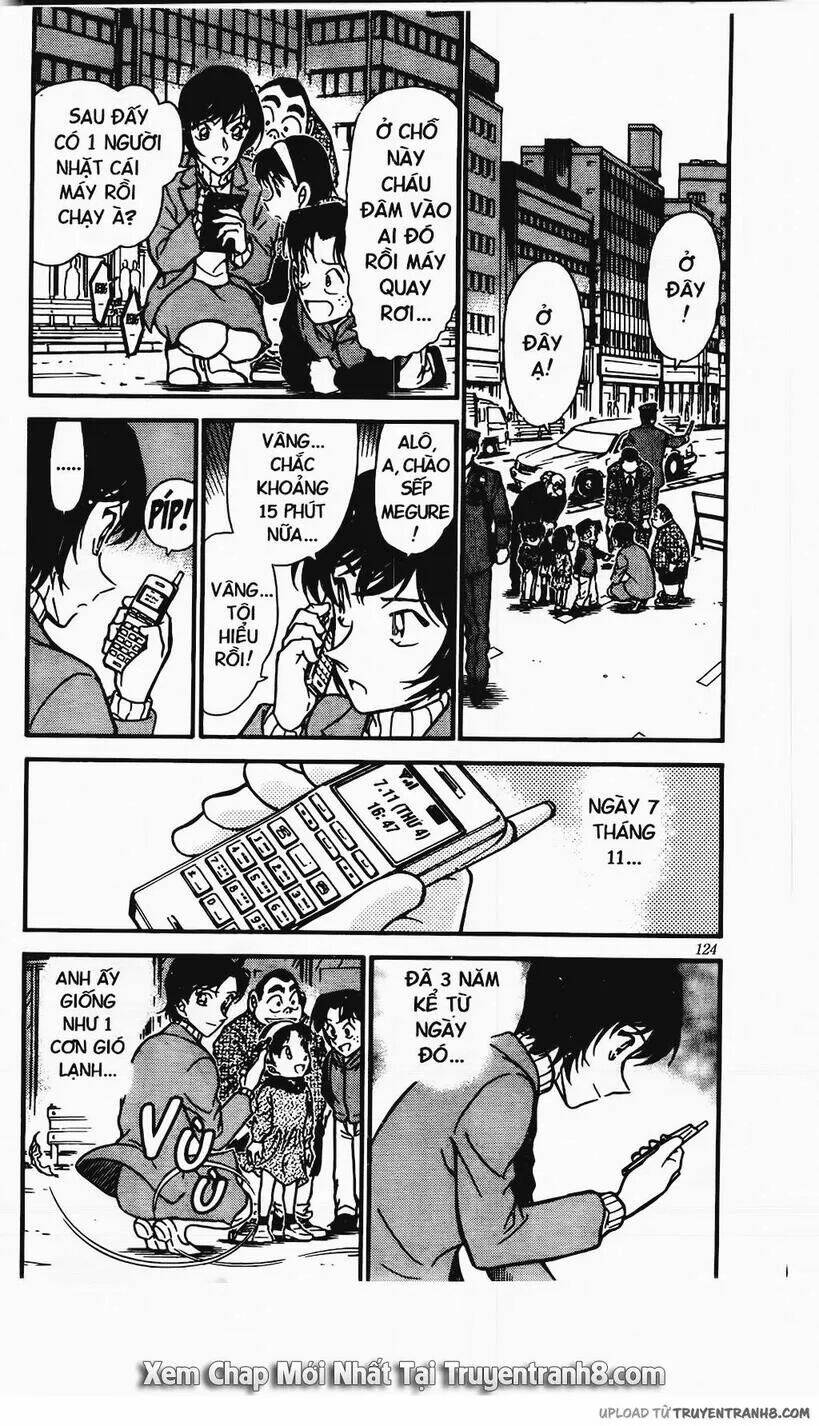 Ở
ĐÂY
!
Ở
ĐÂY
Ạ!
Ở CHỖ
NÀY
CHÁU
ĐÂM VÀO
AI ĐÓ
RỒI MÁY
QUAY
RƠI...
SAU ĐẤY
CÓ 1 NGƯỜI
NHẶT CÁI
MÁY RỒI
CHẠY À?
ALÔ,
A, CHÀO
SẾP
MEGURE
!
VÂNG...
CHẮC
KHOẢNG
15 PHÚT
NỮA...
VÂNG...
TÔI
HIỂU
RỒI!
PÍP!
......
7.11 (THỨ 4)
16:47
NGÀY 7
THÁNG
11...
124
ĐÃ 3 NĂM
KỂ TỪ
NGÀY
ĐÓ...
ANH ẤY
GIỐNG
NHƯ 1
CƠN GIÓ
LẠNH...
VÙ
Ù
Xem Chap Mới Nhất Tại Truyentranh8.com
UPLOAD TỪ TRUYENTRANH8.COM